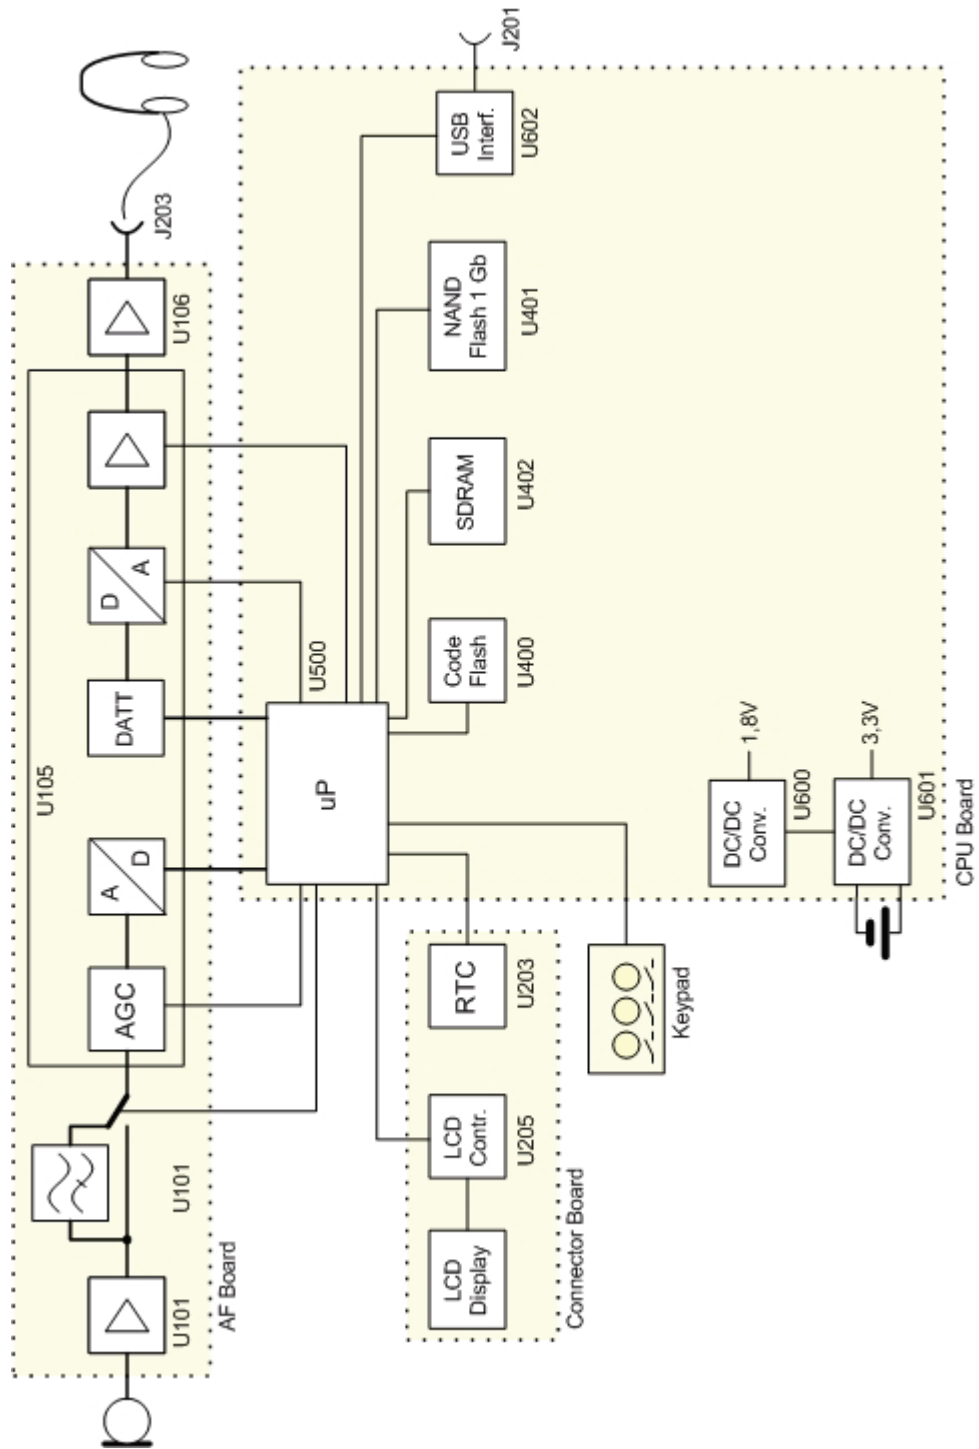 U101
U101
AGC
A
D
U105
DATT
D
A
U106
J203
AF Board
uP
U500
LCD
Display
LCD
Contr.
U205
RTC
U203
Connector Board
Keypad
Code
Flash
U400
SDRAM
U402
NAND
Flash 1 Gb
U401
USB
Interf.
U602
J201
DC/DC
Conv.
U600
1,8V
DC/DC
Conv.
U601
3,3V
CPU Board